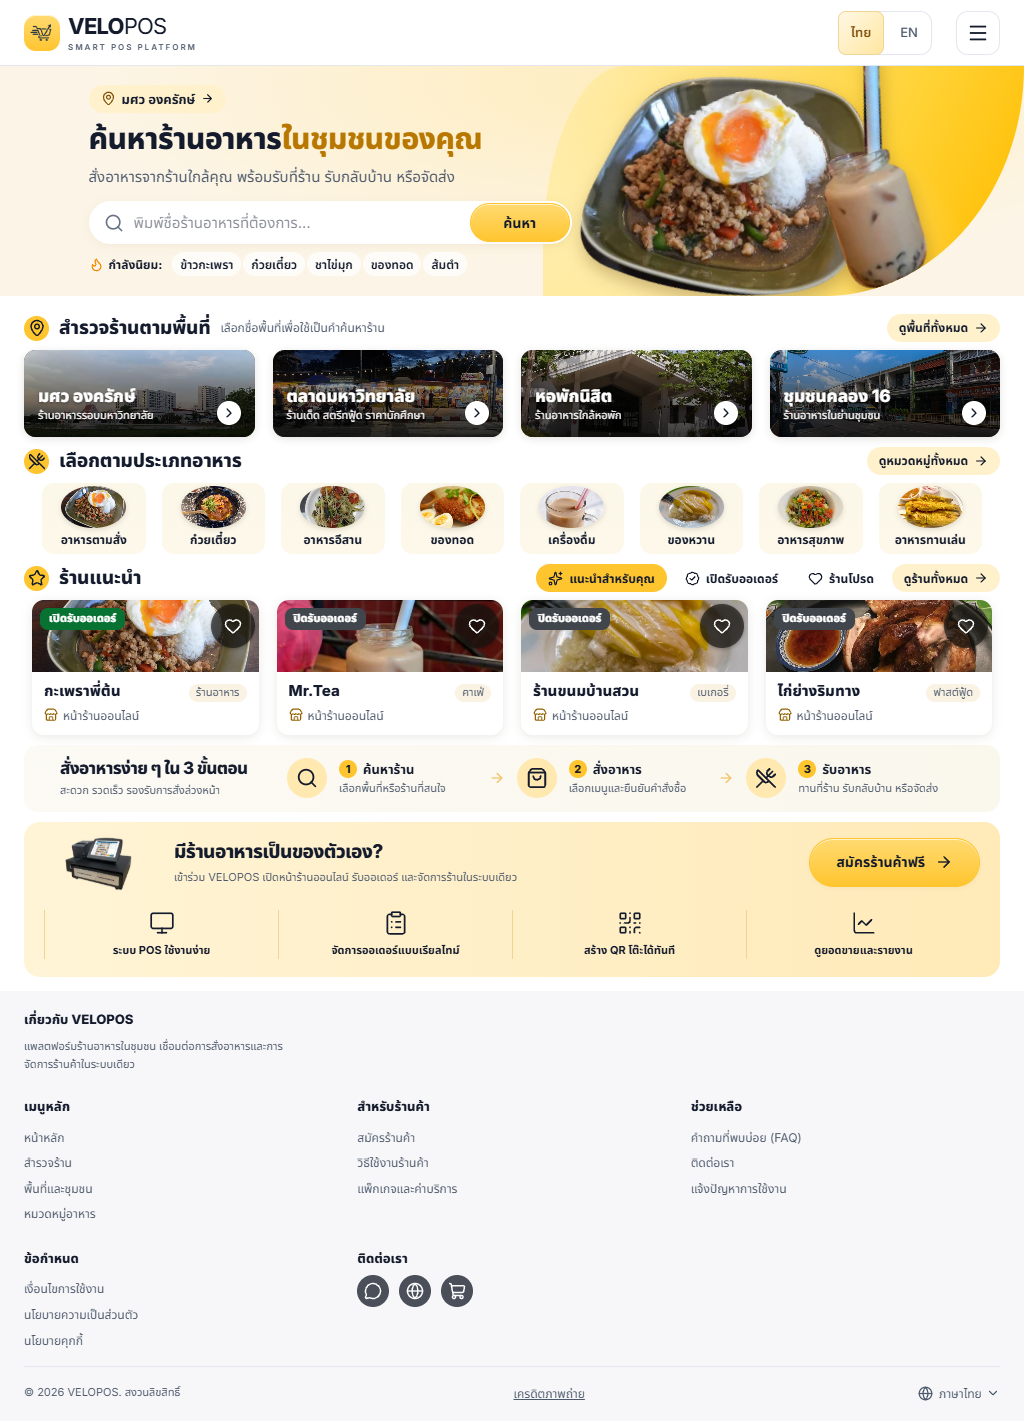 VELOPOS
SMART POS PLATFORM
ไทย
EN
มศว องครักษ์
ค้นหาร้านอาหารในชุมชนของคุณ
สั่งอาหารจากร้านใกล้คุณ พร้อมรับที่ร้าน รับกลับบ้าน หรือจัดส่ง
พิมพ์ชื่อร้านอาหารที่ต้องการ...
ค้นหา
กำลังนิยม:
ข้าวกะเพรา
ก๋วยเตี๋ยว
ชาไข่มุก
ของทอด
ส้มตำ
สำรวจร้านตามพื้นที่
เลือกชื่อพื้นที่เพื่อใช้เป็นคำค้นหาร้าน
ดูพื้นที่ทั้งหมด
มศว องครักษ์
ร้านอาหารรอบมหาวิทยาลัย
ตลาดมหาวิทยาลัย
ร้านเด็ด สตรีทฟู้ด ราคานักศึกษา
หอพักนิสิต
ร้านอาหารใกล้หอพัก
ชุมชนคลอง 16
ร้านอาหารในย่านชุมชน
เลือกตามประเภทอาหาร
ดูหมวดหมู่ทั้งหมด
อาหารตามสั่ง
ก๋วยเตี๋ยว
อาหารอีสาน
ของทอด
เครื่องดื่ม
ของหวาน
อาหารสุขภาพ
อาหารทานเล่น
ร้านแนะนำ
แนะนำสำหรับคุณ
เปิดรับออเดอร์
ร้านโปรด
ดูร้านทั้งหมด
เปิดรับออเดอร์
กะเพราพี่ต้น
ร้านอาหาร
หน้าร้านออนไลน์
ปิดรับออเดอร์
Mr.Tea
คาเฟ่
หน้าร้านออนไลน์
ปิดรับออเดอร์
ร้านขนมบ้านสวน
เบเกอรี่
หน้าร้านออนไลน์
ปิดรับออเดอร์
ไก่ย่างริมทาง
ฟาสต์ฟู้ด
หน้าร้านออนไลน์
สั่งอาหารง่าย ๆ ใน 3 ขั้นตอน
สะดวก รวดเร็ว รองรับการสั่งล่วงหน้า
1 ค้นหาร้าน
เลือกพื้นที่หรือร้านที่สนใจ
2 สั่งอาหาร
เลือกเมนูและยืนยันคำสั่งซื้อ
3 รับอาหาร
ทานที่ร้าน รับกลับบ้าน หรือจัดส่ง
มีร้านอาหารเป็นของตัวเอง?
เข้าร่วม VELOPOS เปิดหน้าร้านออนไลน์ รับออเดอร์ และจัดการร้านในระบบเดียว
สมัครร้านค้าฟรี
ระบบ POS ใช้งานง่าย
จัดการออเดอร์แบบเรียลไทม์
สร้าง QR โต๊ะได้ทันที
ดูยอดขายและรายงาน
เกี่ยวกับ VELOPOS
แพลตฟอร์มร้านอาหารในชุมชน เชื่อมต่อการสั่งอาหารและการ
จัดการร้านค้าในระบบเดียว
เมนูหลัก
หน้าหลัก
สำรวจร้าน
พื้นที่และชุมชน
หมวดหมู่อาหาร
สำหรับร้านค้า
สมัครร้านค้า
วิธีใช้งานร้านค้า
แพ็กเกจและค่าบริการ
ช่วยเหลือ
คำถามที่พบบ่อย (FAQ)
ติดต่อเรา
แจ้งปัญหาการใช้งาน
ข้อกำหนด
เงื่อนไขการใช้งาน
นโยบายความเป็นส่วนตัว
นโยบายคุกกี้
ติดต่อเรา
© 2026 VELOPOS. สงวนลิขสิทธิ์
เครดิตภาพถ่าย
ภาษาไทย